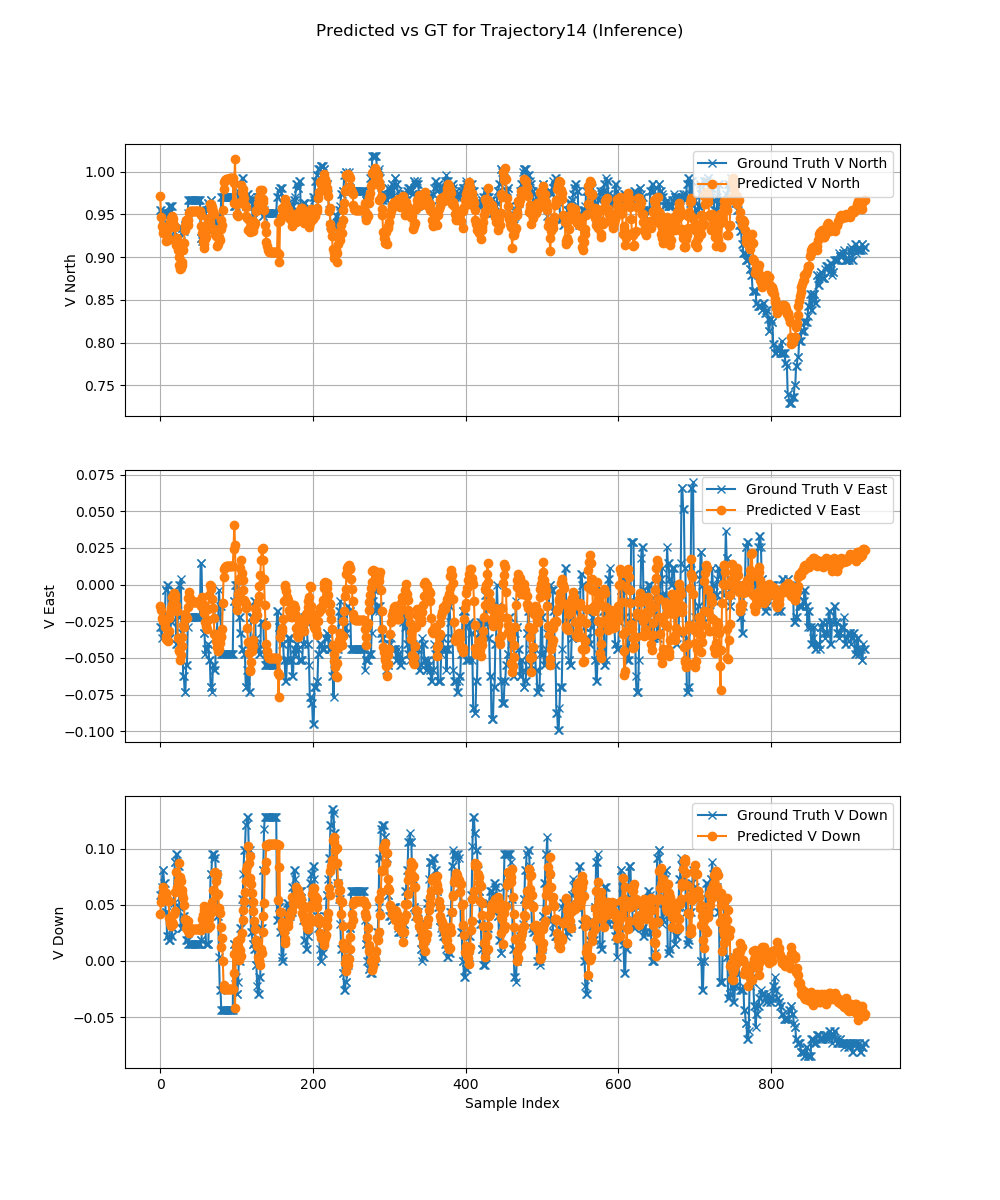 Predicted vs GT for Trajectory14 (Inference)
1.00
0.95
0.90
0.85
0.80
0.75
V North
Ground Truth V North
Predicted V North
0.075
0.050
0.025
0.000
−0.025
−0.050
−0.075
−0.100
V East
Ground Truth V East
Predicted V East
0.10
0.05
0.00
−0.05
V Down
Ground Truth V Down
Predicted V Down
0 200 400 600 800
Sample Index